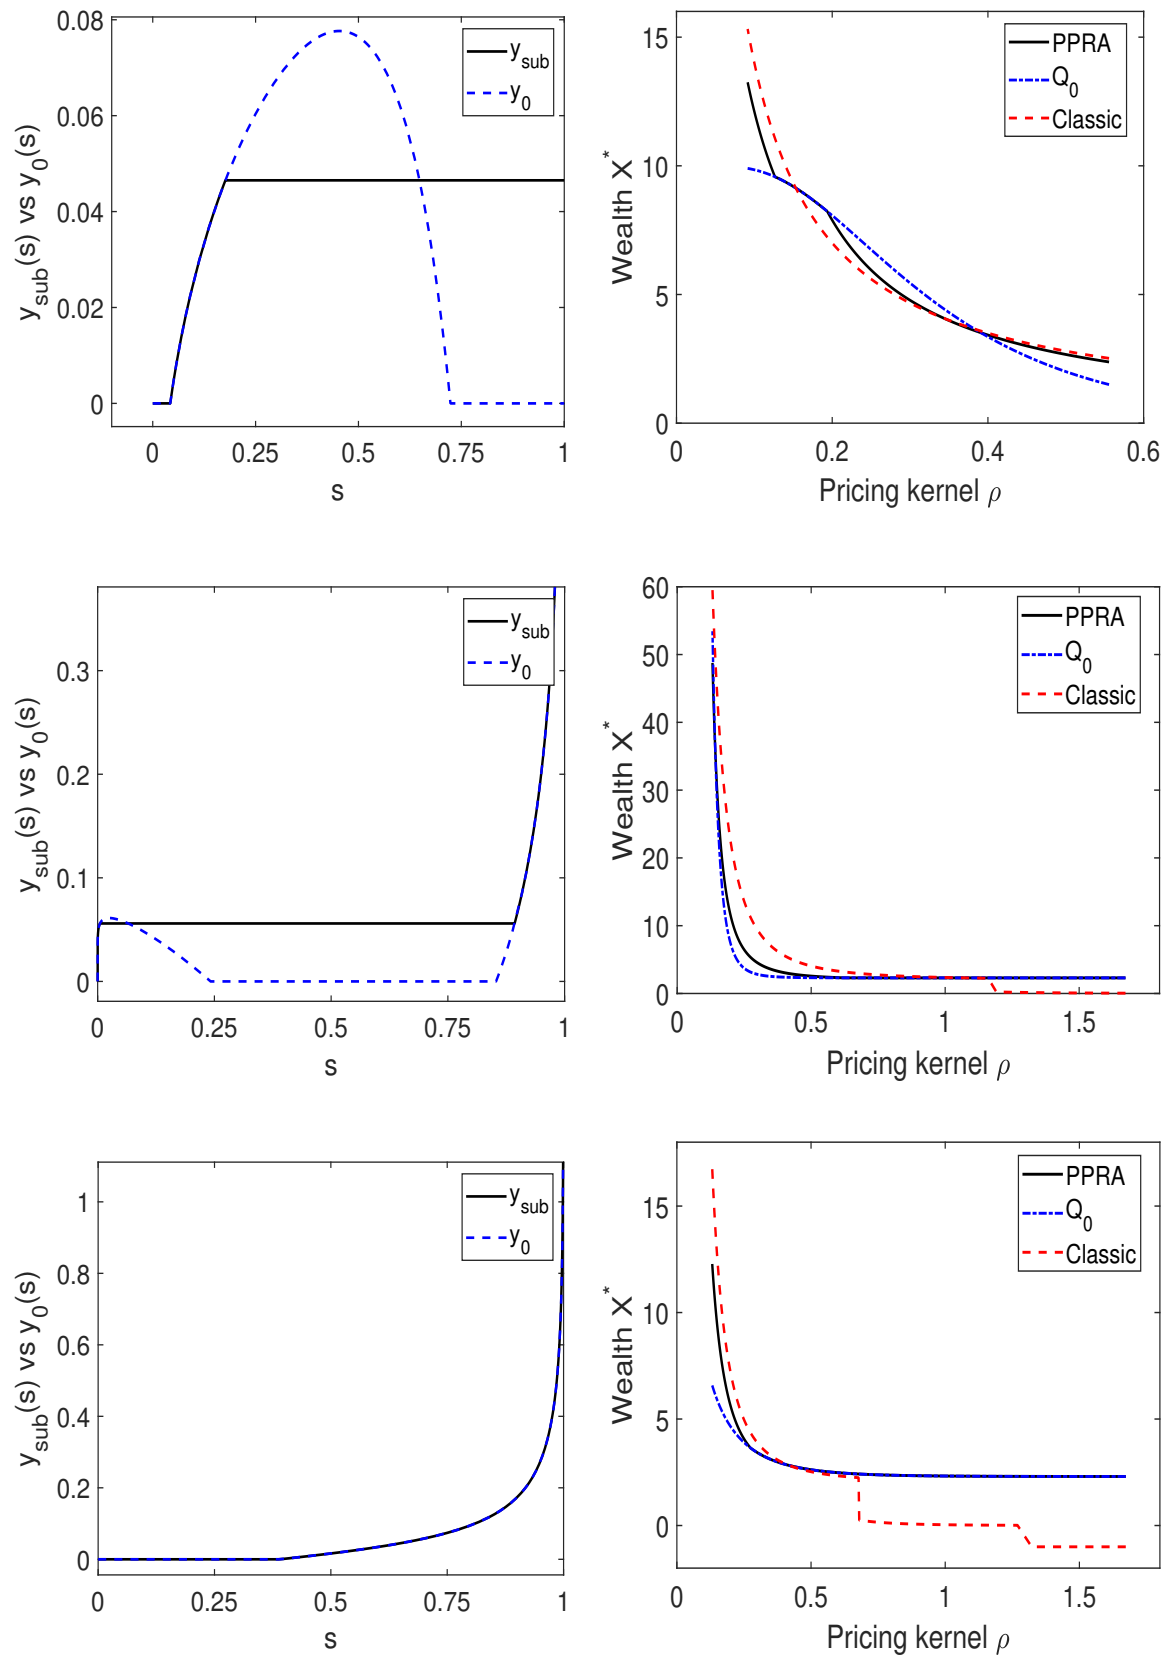 y_sub(s) vs y_0(s)
0.08
0.06
0.04
0.02
0
0
0.25
0.5
0.75
1
s
y_sub
y_0
Wealth X^*
15
10
5
0
0
0.2
0.4
0.6
Pricing kernel ρ
PPRA
Q_0
Classic
y_sub(s) vs y_0(s)
0.3
0.2
0.1
0
0
0.25
0.5
0.75
1
s
y_sub
y_0
Wealth X^*
60
50
40
30
20
10
0
0
0.5
1
1.5
Pricing kernel ρ
PPRA
Q_0
Classic
y_sub(s) vs y_0(s)
1
0.8
0.6
0.4
0.2
0
0
0.25
0.5
0.75
1
s
y_sub
y_0
Wealth X^*
15
10
5
0
0
0.5
1
1.5
Pricing kernel ρ
PPRA
Q_0
Classic